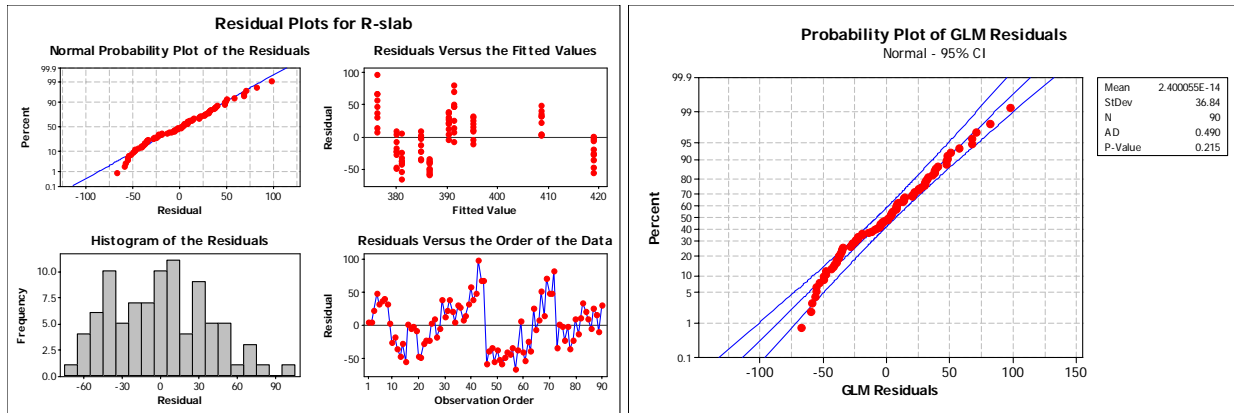 Residual Plots for R-slab
Normal Probability Plot of the Residuals
99.9
99
90
50
10
1
0.1
Percent
-100 -50 0 50 100
Residual
Residuals Versus the Fitted Values
100
50
0
-50
Residual
380 390 400 410 420
Fitted Value
Histogram of the Residuals
10.0
7.5
5.0
2.5
0.0
Frequency
-60 -30 0 30 60 90
Residual
Residuals Versus the Order of the Data
100
50
0
-50
Residual
1 10 20 30 40 50 60 70 80 90
Observation Order
Probability Plot of GLM Residuals
Normal - 95% CI
99.9
99
95
90
80
70
60
50
40
30
20
10
5
1
0.1
Percent
-100 -50 0 50 100 150
GLM Residuals
Mean 2.400055E-14
StDev 36.84
N 90
AD 0.490
P-Value 0.215